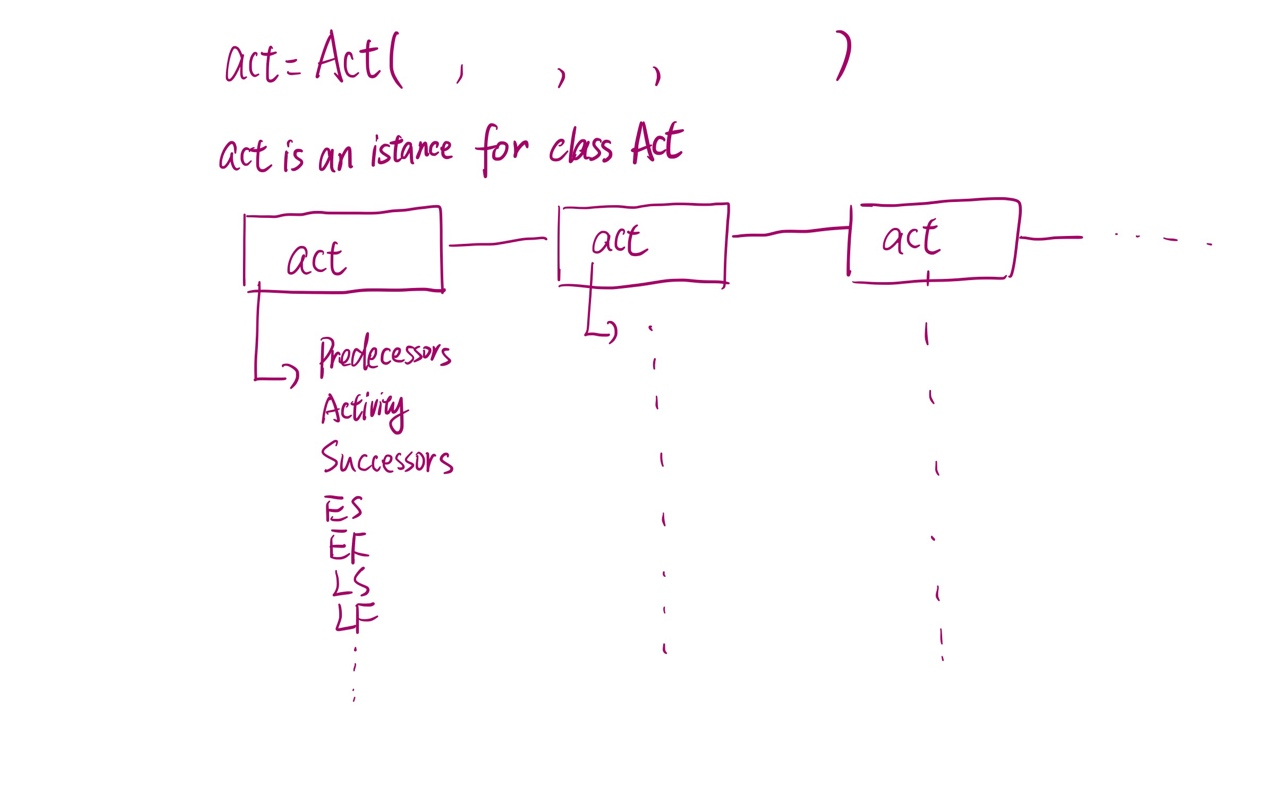 act = Act( , , , )
act is an istance for class Act
act act act
Predecessors
Activity
Successors
ES
EF
LS
LF